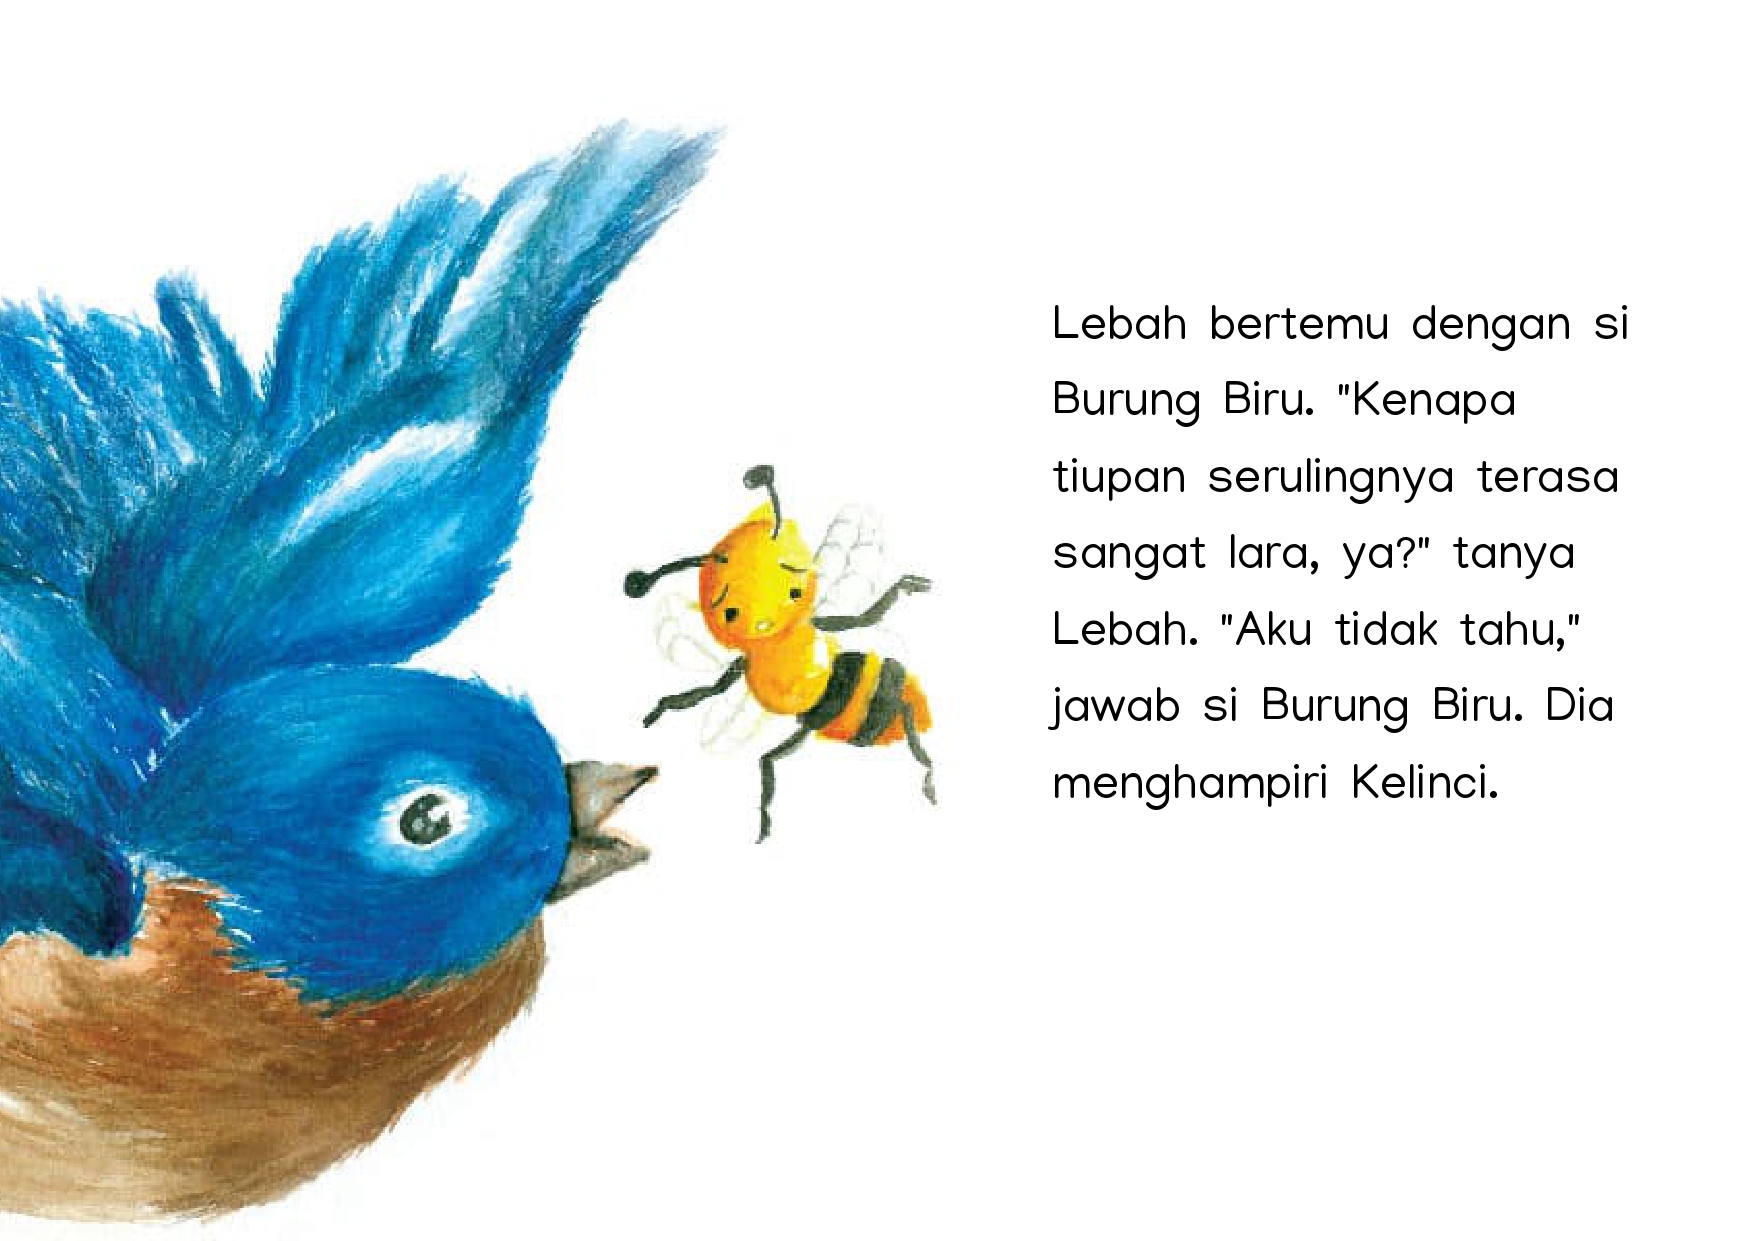 Lebah bertemu dengan si
Burung Biru. "Kenapa
tiupan serulingnya terasa
sangat lara, ya?" tanya
Lebah. "Aku tidak tahu,"
jawab si Burung Biru. Dia
menghampiri Kelinci.